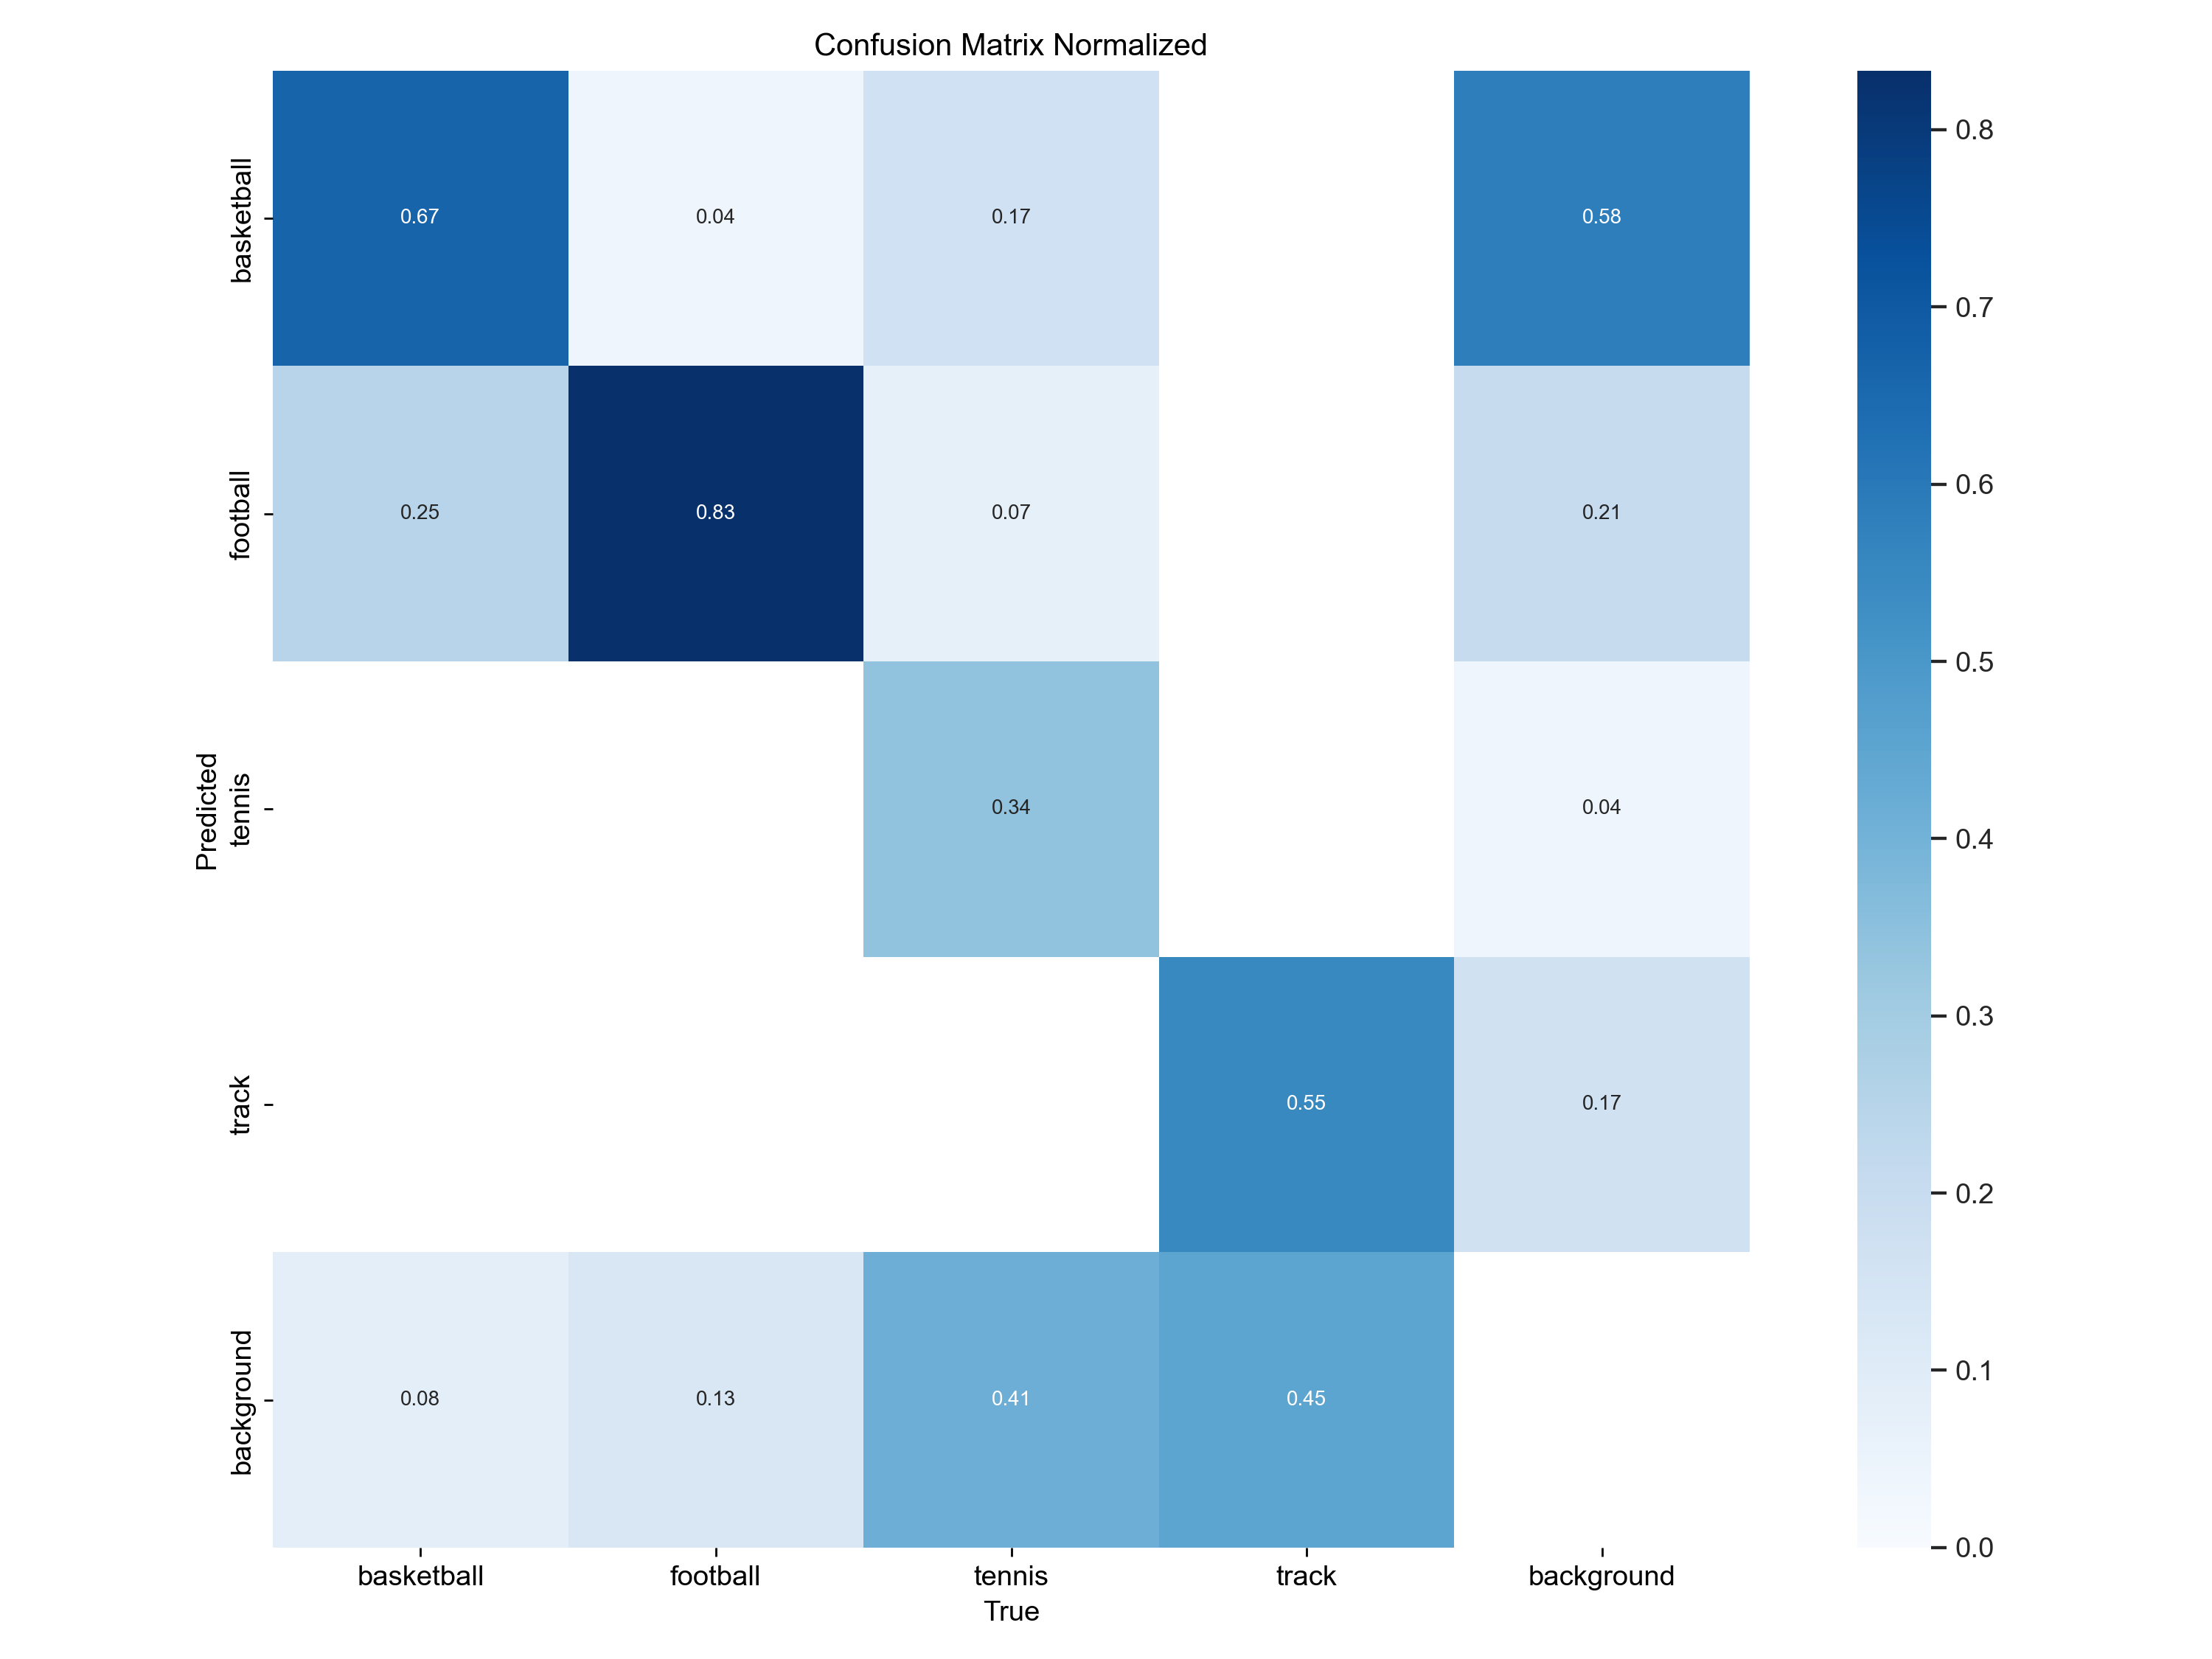 Confusion Matrix Normalized
basketball 0.67 0.04 0.17 0.58
football 0.25 0.83 0.07 0.21
tennis 0.34 0.04
track 0.55 0.17
background 0.08 0.13 0.41 0.45
Predicted
basketball football tennis track background
True
0.8
0.7
0.6
0.5
0.4
0.3
0.2
0.1
0.0